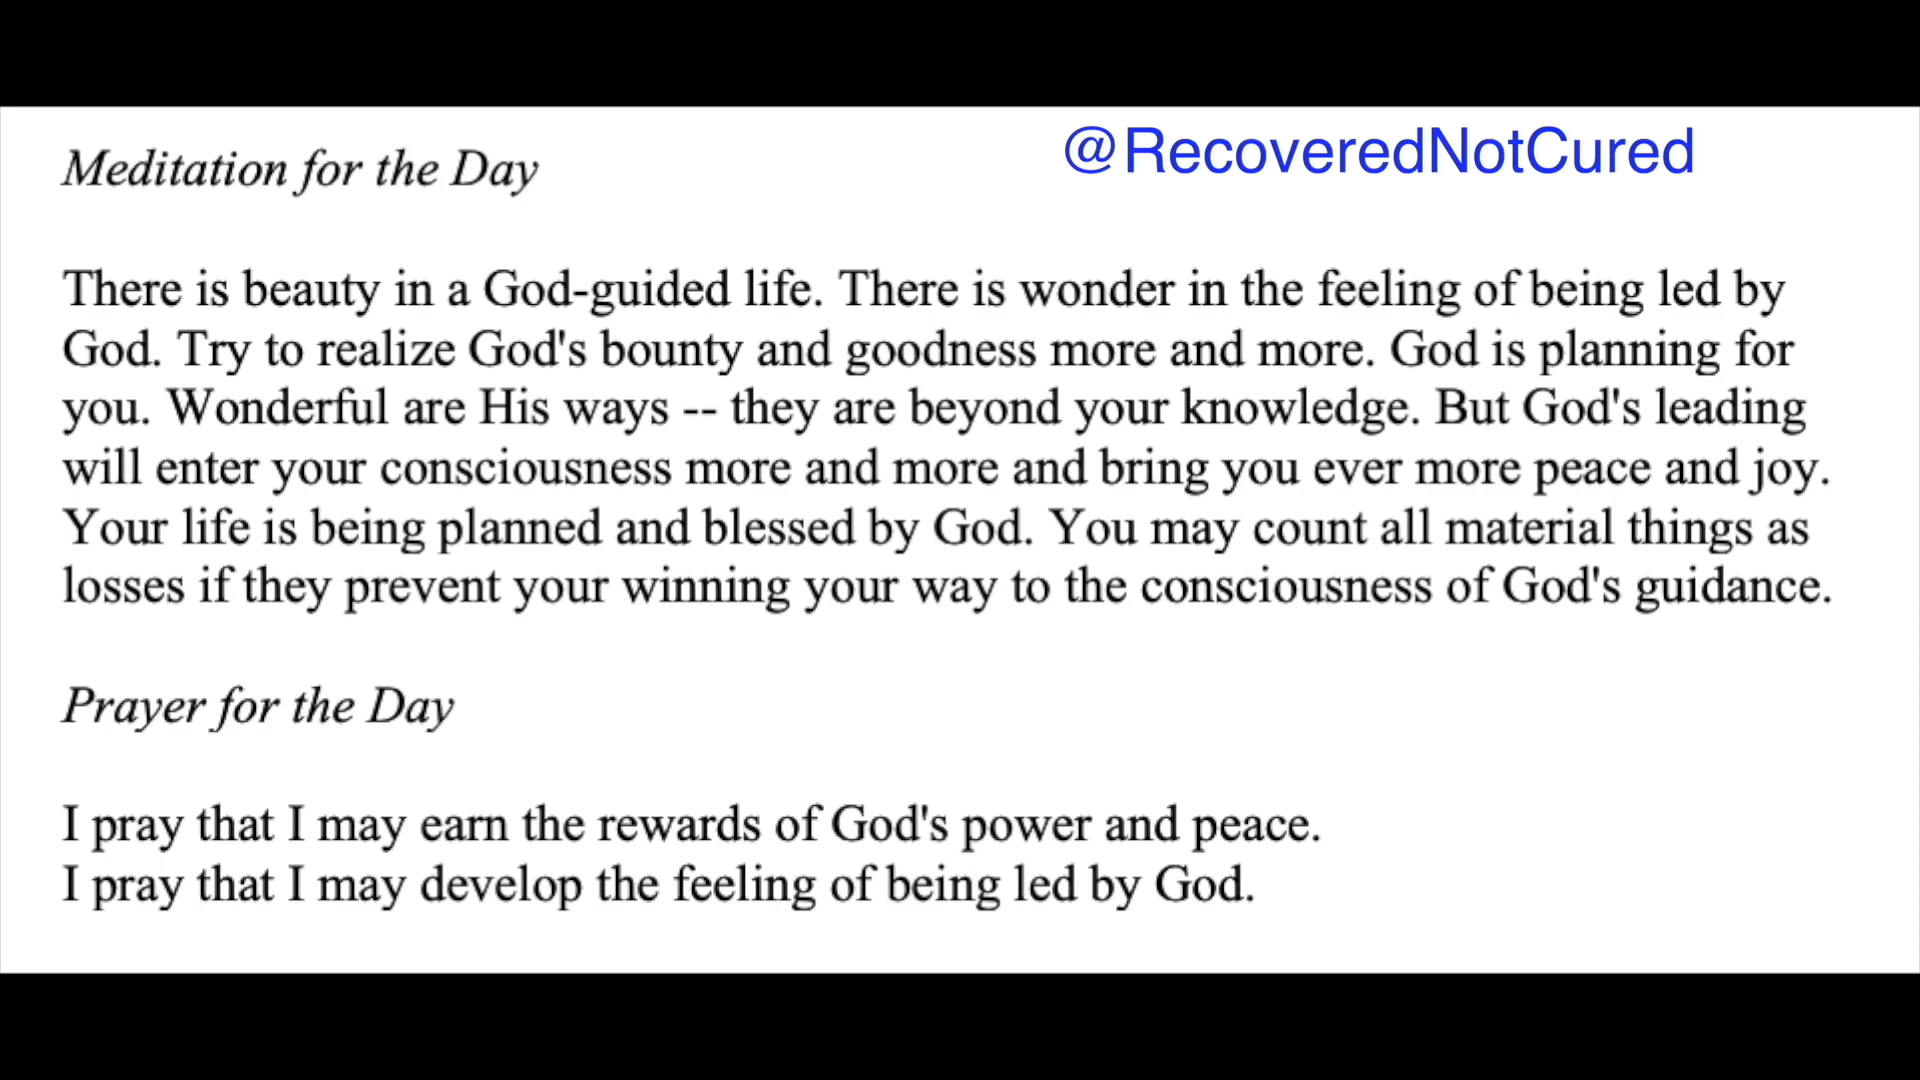 @RecoveredNotCured
Meditation for the Day
There is beauty in a God-guided life. There is wonder in the feeling of being led by
God. Try to realize God's bounty and goodness more and more. God is planning for
you. Wonderful are His ways -- they are beyond your knowledge. But God's leading
will enter your consciousness more and more and bring you ever more peace and joy.
Your life is being planned and blessed by God. You may count all material things as
losses if they prevent your winning your way to the consciousness of God's guidance.
Prayer for the Day
I pray that I may earn the rewards of God's power and peace.
I pray that I may develop the feeling of being led by God.